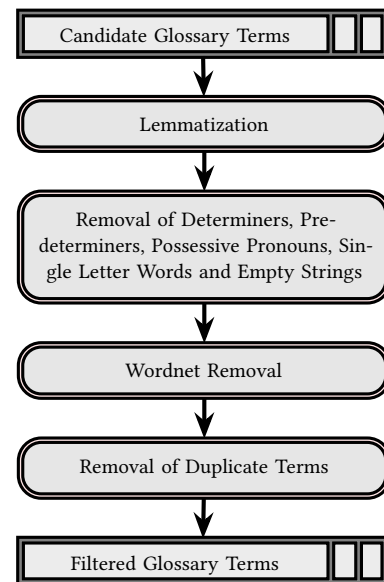 Candidate Glossary Terms
Lemmatization
Removal of Determiners, Pre-
determiners, Possessive Pronouns, Sin-
gle Letter Words and Empty Strings
Wordnet Removal
Removal of Duplicate Terms
Filtered Glossary Terms